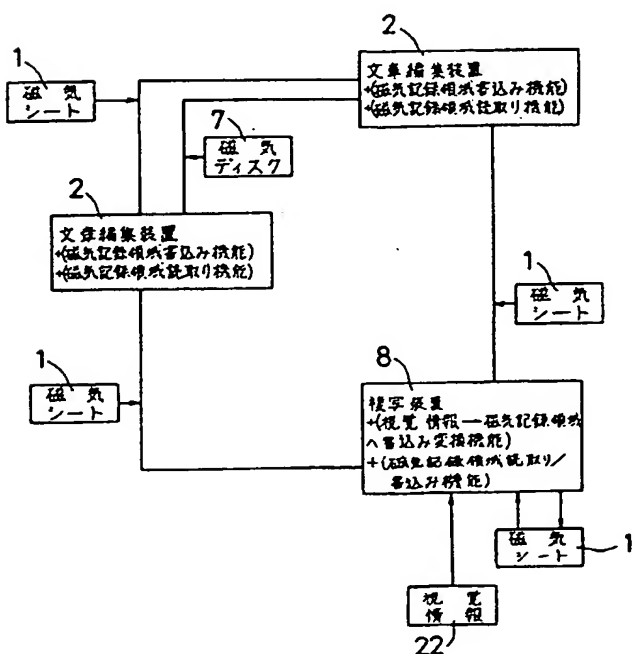 2
文章編集装置
+(磁気記録領域書込み機能)
+(磁気記録領域読取り機能)
1
磁気
シート
7
磁気
ディスク
2
文章編集装置
+(磁気記録領域書込み機能)
+(磁気記録領域読取り機能)
1
磁気
シート
1
磁気
シート
8
複写装置
+(視覚情報―磁気記録領域
へ書込み変換機能)
+(磁気記録領域読取り/
書込み機能)
磁気
シート
1
視覚
情報
22